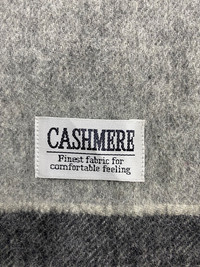 CASHMERE
Finest fabric for
comfortable feeling